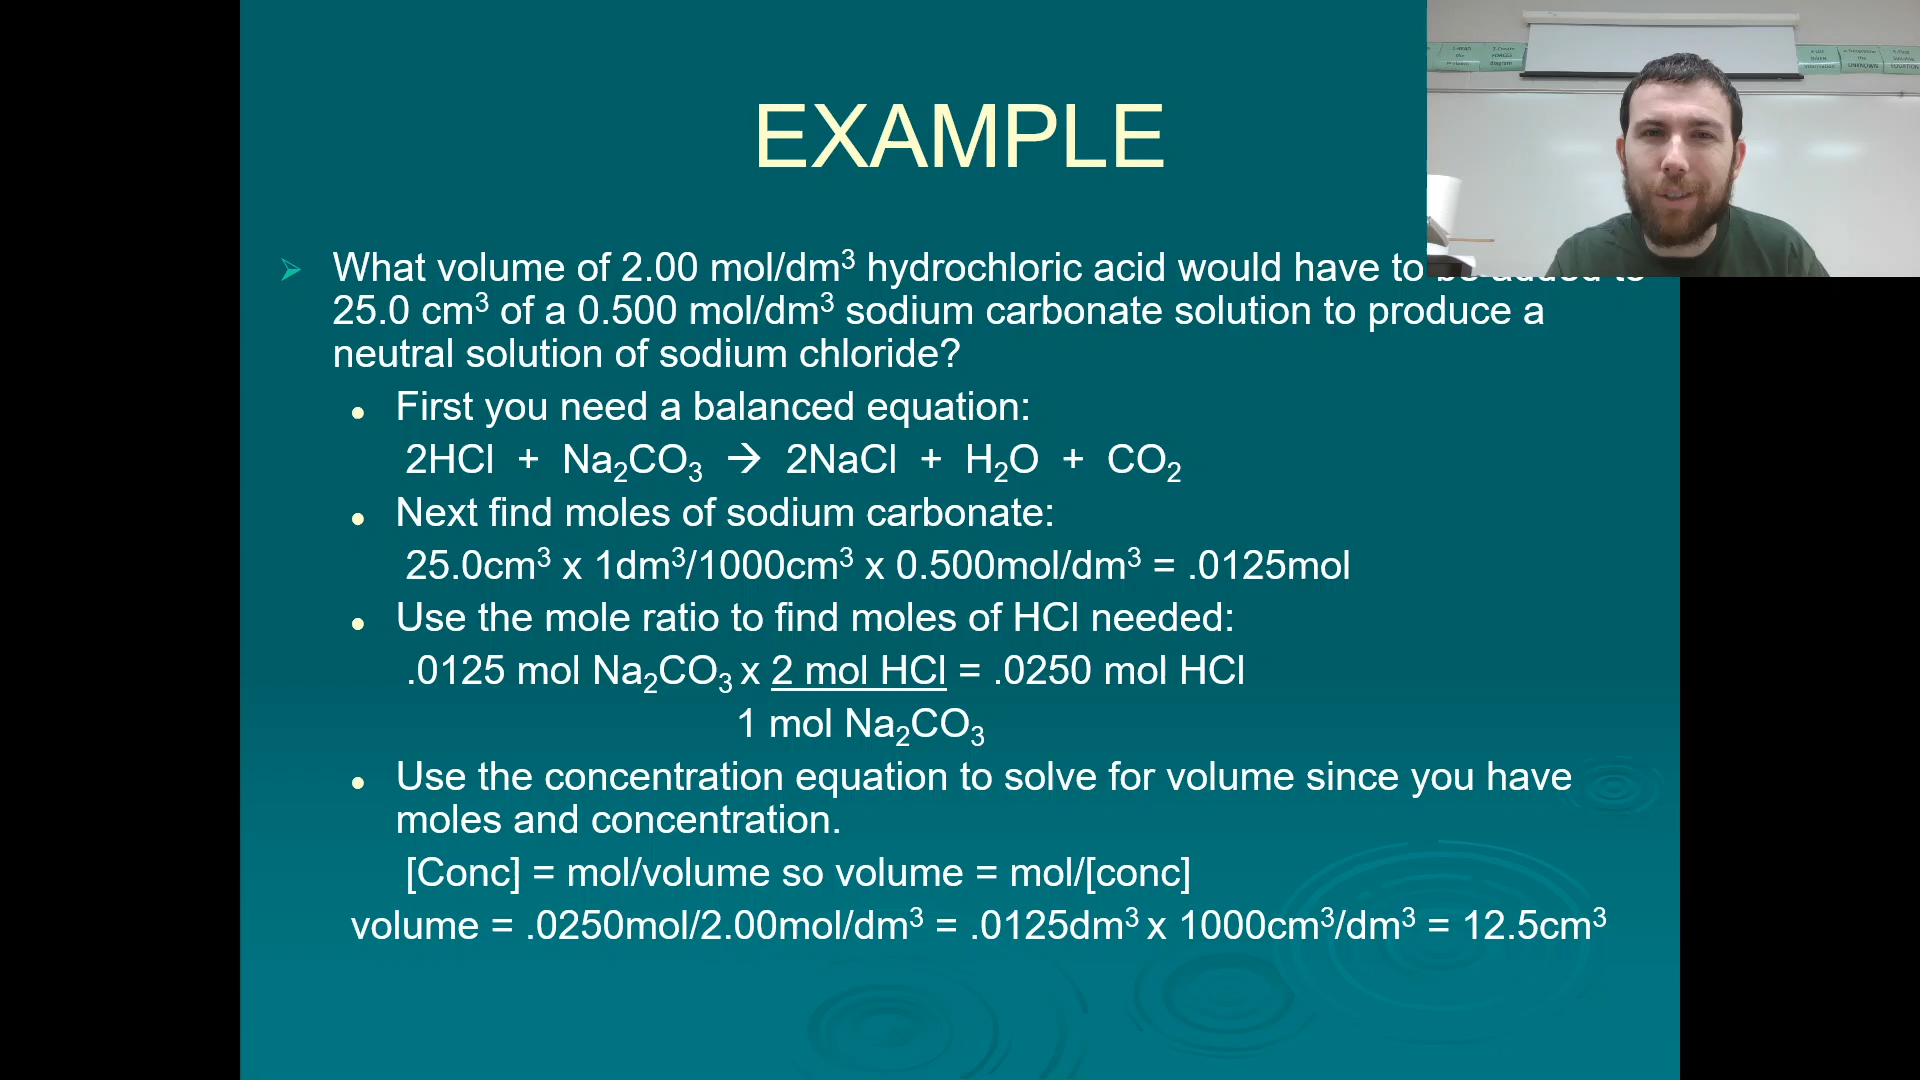 EXAMPLE
What volume of 2.00 mol/dm³ hydrochloric acid would have to be added to
25.0 cm³ of a 0.500 mol/dm³ sodium carbonate solution to produce a
neutral solution of sodium chloride?
First you need a balanced equation:
2HCl + Na₂CO₃ → 2NaCl + H₂O + CO₂
Next find moles of sodium carbonate:
25.0cm³ x 1dm³/1000cm³ x 0.500mol/dm³ = .0125mol
Use the mole ratio to find moles of HCl needed:
.0125 mol Na₂CO₃ x 2 mol HCl = .0250 mol HCl
1 mol Na₂CO₃
Use the concentration equation to solve for volume since you have
moles and concentration.
[Conc] = mol/volume so volume = mol/[conc]
volume = .0250mol/2.00mol/dm³ = .0125dm³ x 1000cm³/dm³ = 12.5cm³